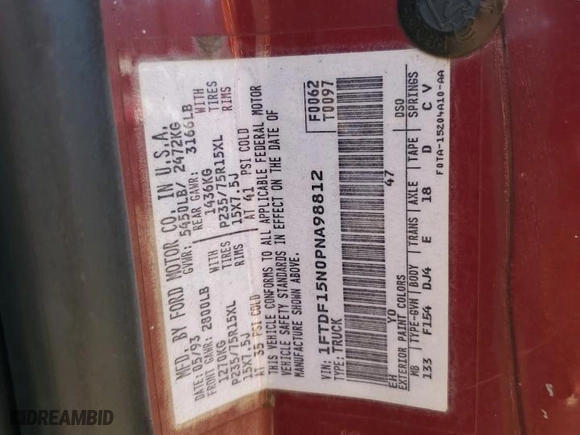 MFD. BY FORD MOTOR CO. IN U.S.A.
DATE: 05/93 GVWR: 5450LB/ 2472KG
FRONT GAWR: 2800LB REAR GAWR: 3166LB
1270KG 1436KG WITH
P235/75R15XL P235/75R15XL TIRES
15X7.5J RIMS 15X7.5J RIMS
AT 35 PSI COLD AT 41 PSI COLD
THIS VEHICLE CONFORMS TO ALL APPLICABLE FEDERAL MOTOR
VEHICLE SAFETY STANDARDS IN EFFECT ON THE DATE OF
MANUFACTURE SHOWN ABOVE.
VIN: 1FTDF15N0PNA98812 F0062
TYPE: TRUCK T0097
EH YO 47 DSO
EXTERIOR PAINT COLORS
WB TYPE-GVW BODY TRANS AXLE TAPE SPRINGS
133 F154 DJ4 E 18 D C V
F0TA-15204A10-AA
WITH
TIRES
DREAMBID